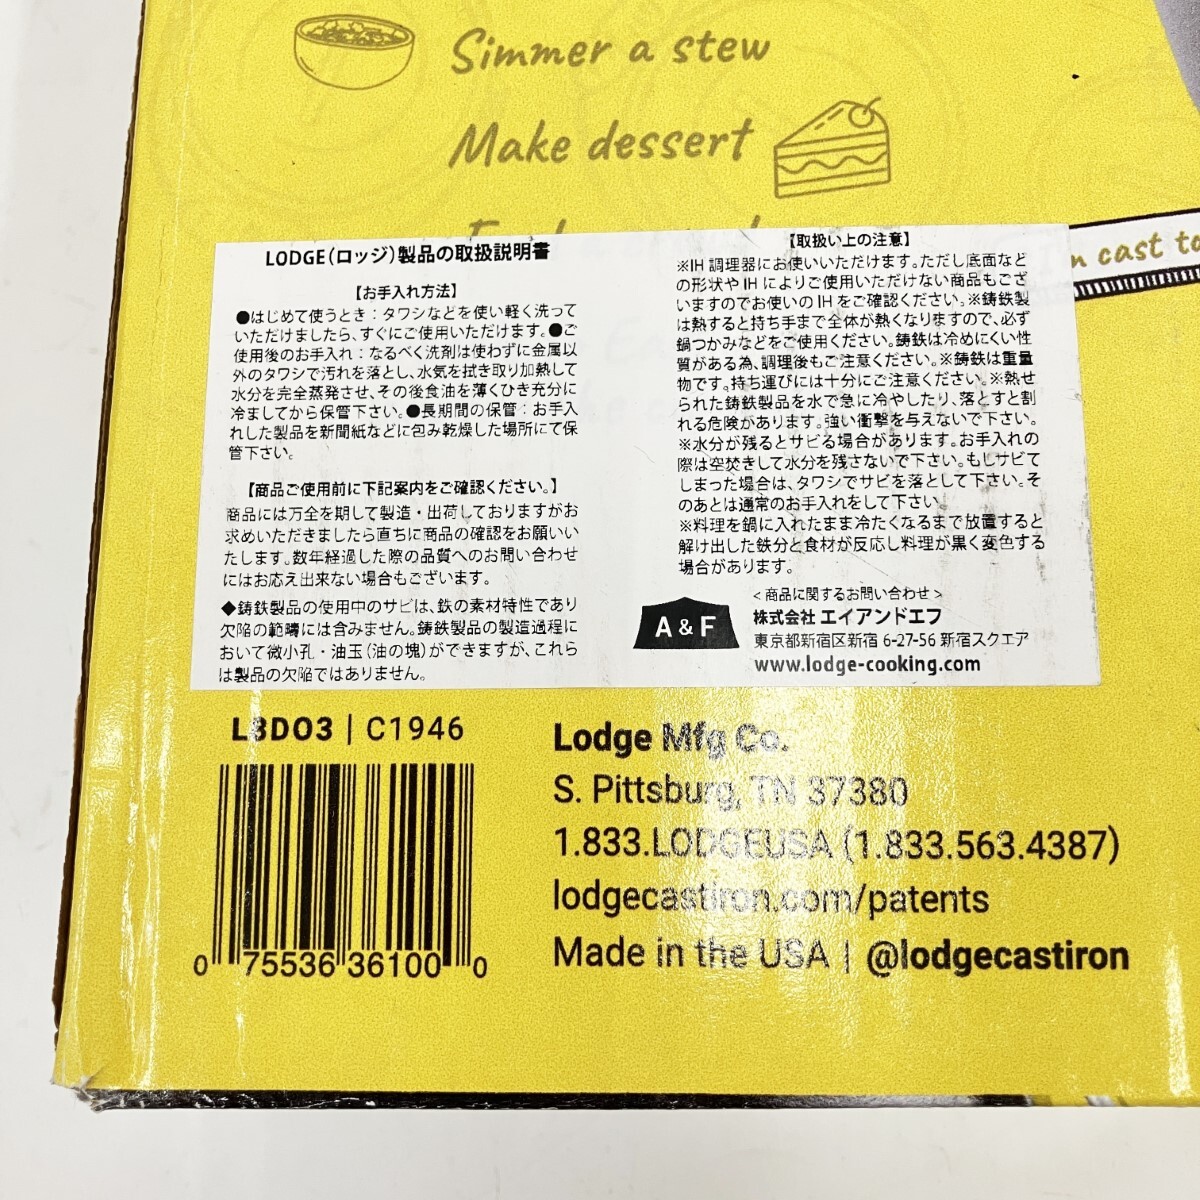 Simmer a stew
Make dessert
LODGE(ロッジ)製品の取扱説明書
【お手入れ方法】
●はじめて使うとき：タワシなどを使い軽く洗っ
ていただけましたら、すぐにご使用いただけます。●ご
使用後のお手入れ：なるべく洗剤は使わずに金属以
外のタワシで汚れを落とし、水気を拭き取り加熱して
水分を完全蒸発させ、その後食油を薄くひき充分に
冷ましてから保管下さい。●長期間の保管：お手入
れした製品を新聞紙などに包み乾燥した場所にて保
管下さい。
【商品ご使用前に下記案内をご確認ください。】
商品には万全を期して製造・出荷しておりますがお
求めいただきましたら直ちに商品の確認をお願いい
たします。数年経過した際の品質へのお問い合わせ
にはお応え出来ない場合もございます。
◆鋳鉄製品の使用中のサビは、鉄の素材特性であり
欠陥の範疇には含みません。鋳鉄製品の製造過程に
おいて微小孔・油玉(油の塊)ができますが、これら
は製品の欠陥ではありません。
【取扱い上の注意】
※IH調理器にお使いいただけます。ただし底面など
の形状やIHによりご使用いただけない商品もござ
いますのでお使いのIHをご確認ください。※鋳鉄製
は熱すると持ち手まで全体が熱くなりますので、必ず
鍋つかみなどをご使用ください。鋳鉄は冷めにくい性
質がある為、調理後もご注意ください。※鋳鉄は重量
物です。持ち運びには十分にご注意ください。※熱せ
られた鋳鉄製品を水で急に冷やしたり、落とすと割
れる危険があります。強い衝撃を与えないで下さい。
※水分が残るとサビる場合があります。お手入れの
際は空焚きして水分を残さないで下さい。もしサビて
しまった場合は、タワシでサビを落として下さい。そ
のあとは通常のお手入れをして下さい。
※料理を鍋に入れたまま冷たくなるまで放置すると
解け出した鉄分と食材が反応し料理が黒く変色する
場合があります。
<商品に関するお問い合わせ>
A & F
株式会社 エイアンドエフ
東京都新宿区新宿 6-27-56 新宿スクエア
www.lodge-cooking.com
cast
L8DO3 | C1946
0 75536 36100 0
Lodge Mfg Co.
S. Pittsburg, TN 37380
1.833.LODGEUSA (1.833.563.4387)
lodgecastiron.com/patents
Made in the USA | @lodgecastiron